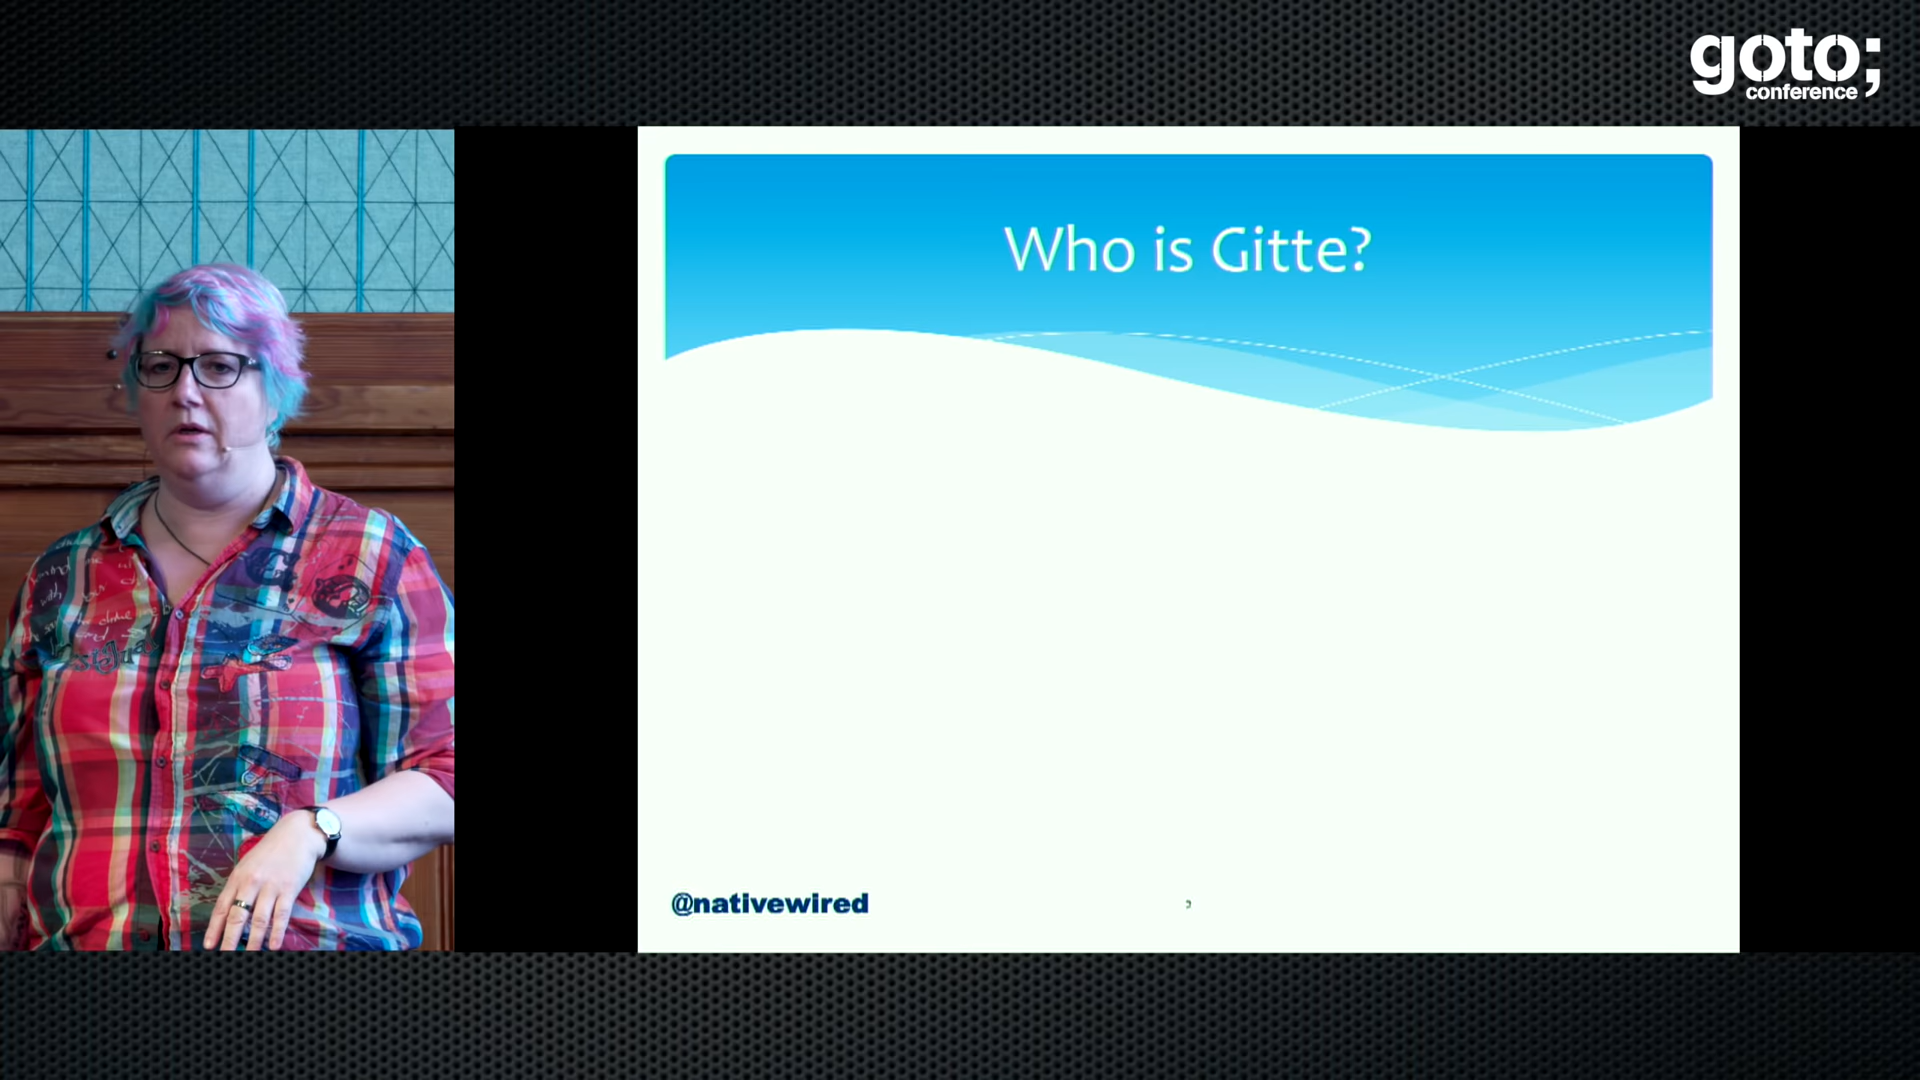 goto;
conference
Who is Gitte?
@nativewired